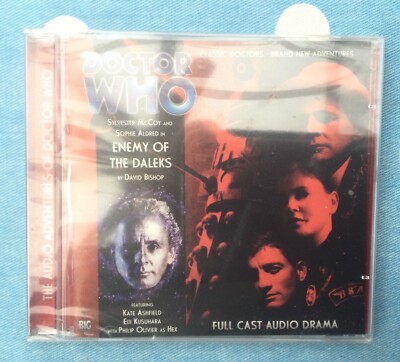 DOCTOR
WHO
CLASSIC DOCTORS - BRAND NEW ADVENTURES
SYLVESTER MCCOY AND
SOPHIE ALDRED IN
ENEMY OF
THE DALEKS
BY DAVID BISHOP
FEATURING
KATE ASHFIELD
EIJI KUSUHARA
WITH PHILIP OLIVIER AS HEX
BIG
FULL CAST AUDIO DRAMA
THE AUDIO ADVENTURES OF DOCTOR WHO